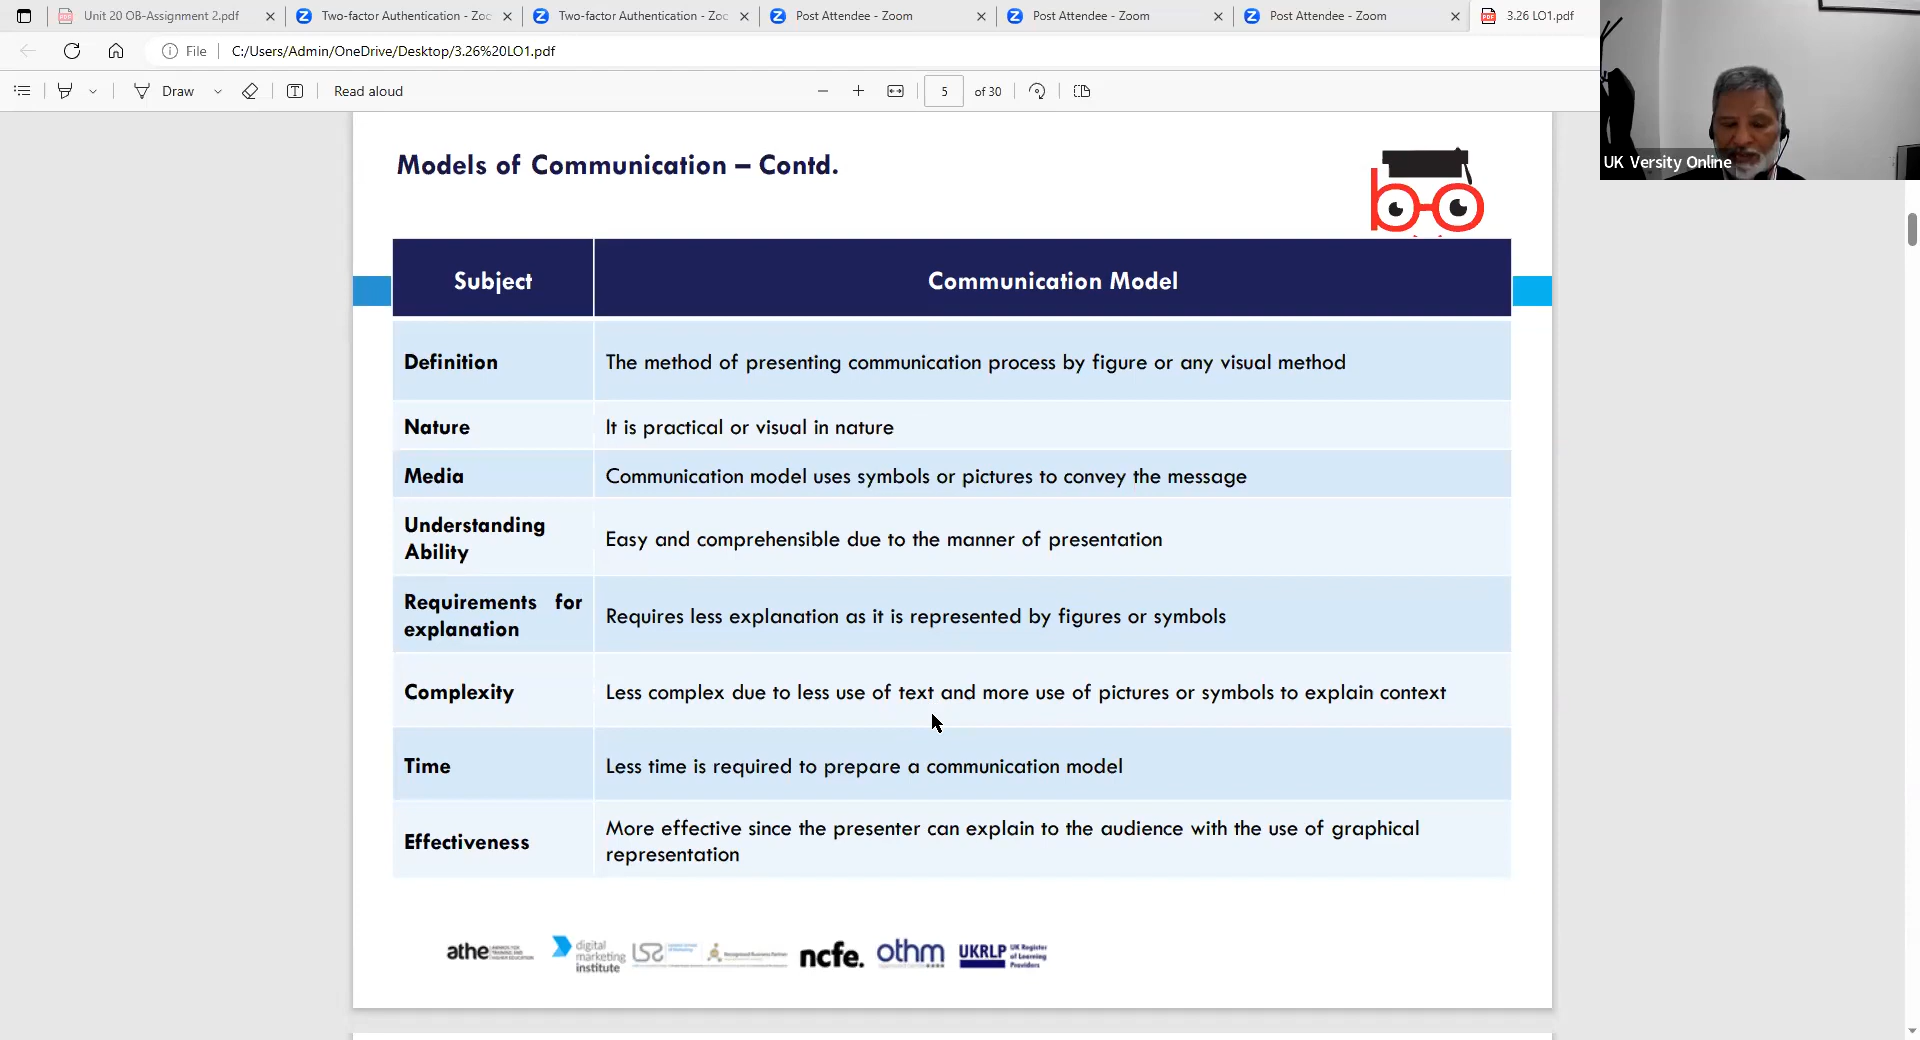 Unit 20 OB-Assignment 2.pdf
Two-factor Authentication - Zoc
Two-factor Authentication - Zoc
Post Attendee - Zoom
Post Attendee - Zoom
Post Attendee - Zoom
3.26 LO1.pdf
File
C:/Users/Admin/OneDrive/Desktop/3.26%20LO1.pdf
Draw
Read aloud
5 of 30
UK Versity Online
Models of Communication – Contd.
Subject
Communication Model
Definition
The method of presenting communication process by figure or any visual method
Nature
It is practical or visual in nature
Media
Communication model uses symbols or pictures to convey the message
Understanding
Ability
Easy and comprehensible due to the manner of presentation
Requirements for
explanation
Requires less explanation as it is represented by figures or symbols
Complexity
Less complex due to less use of text and more use of pictures or symbols to explain context
Time
Less time is required to prepare a communication model
Effectiveness
More effective since the presenter can explain to the audience with the use of graphical
representation
athe
digital
marketing
institute
LSS
ncfe.
othm
UKRLP
UK Register
of Learning
Providers